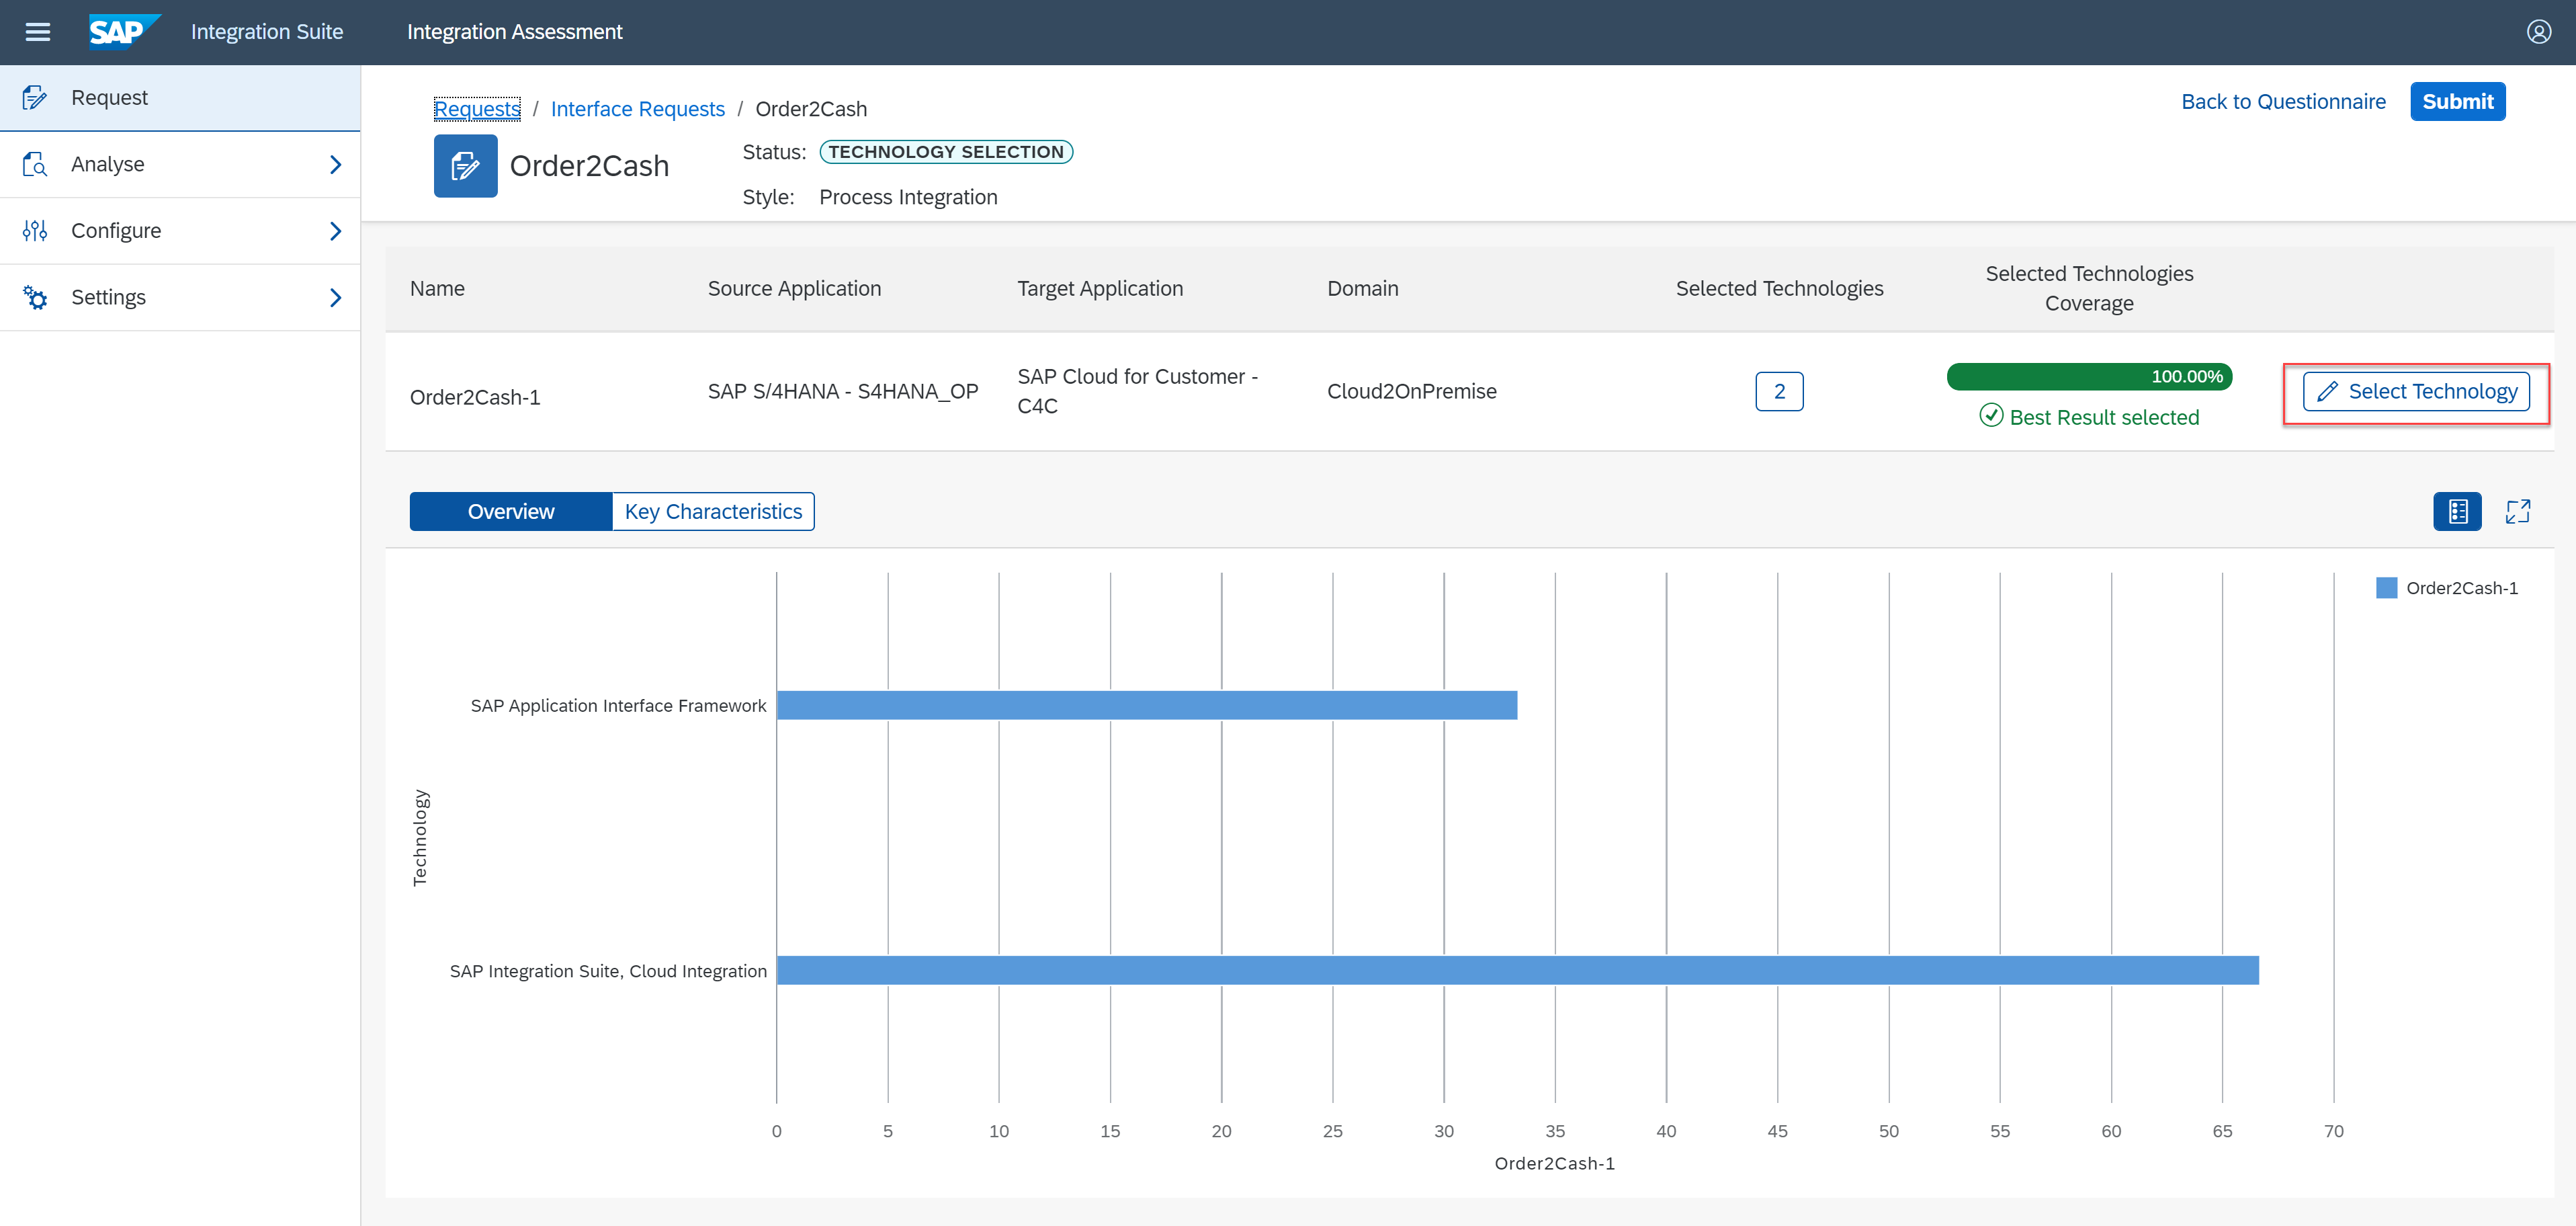 SAP Integration Suite Integration Assessment
Request
Analyse
Configure
Settings
Requests / Interface Requests / Order2Cash
Back to Questionnaire Submit
Order2Cash
Status: TECHNOLOGY SELECTION
Style: Process Integration
Name Source Application Target Application Domain Selected Technologies Selected Technologies
Coverage
Order2Cash-1 SAP S/4HANA - S4HANA_OP SAP Cloud for Customer -
C4C
Cloud2OnPremise 2 100.00%
Best Result selected
Select Technology
Overview Key Characteristics
Order2Cash-1
Technology
SAP Application Interface Framework
SAP Integration Suite, Cloud Integration
0 5 10 15 20 25 30 35 40 45 50 55 60 65 70
Order2Cash-1